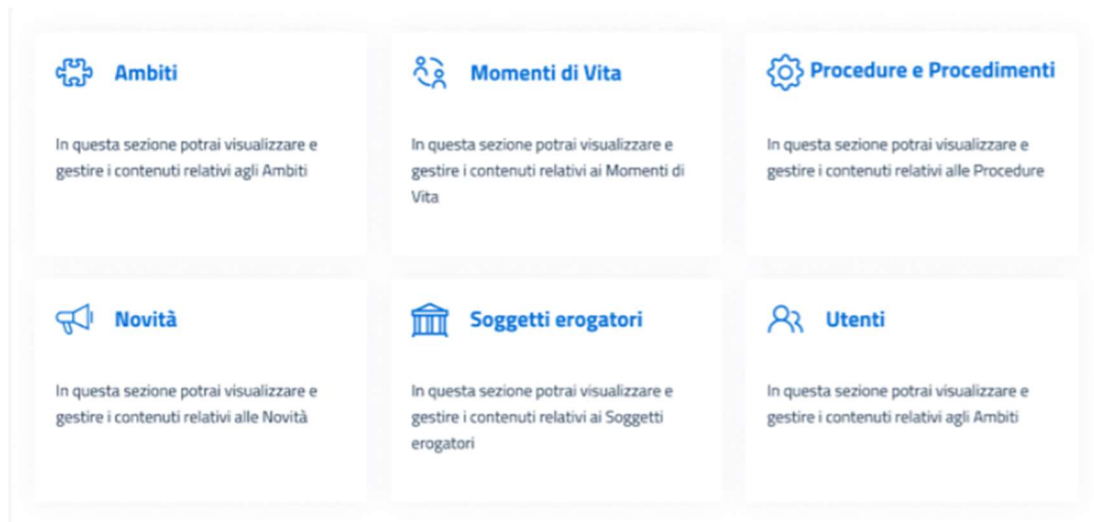 Ambiti
In questa sezione potrai visualizzare e
gestire i contenuti relativi agli Ambiti
Momenti di Vita
In questa sezione potrai visualizzare e
gestire i contenuti relativi ai Momenti di
Vita
Procedure e Procedimenti
In questa sezione potrai visualizzare e
gestire i contenuti relativi alle Procedure
Novità
In questa sezione potrai visualizzare e
gestire i contenuti relativi alle Novità
Soggetti erogatori
In questa sezione potrai visualizzare e
gestire i contenuti relativi ai Soggetti
erogatori
Utenti
In questa sezione potrai visualizzare e
gestire i contenuti relativi agli Ambiti